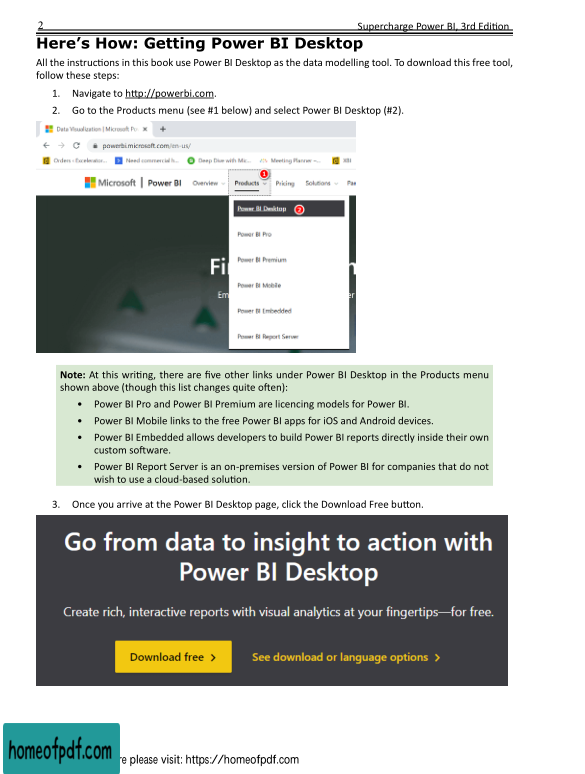 2
Supercharge Power BI, 3rd Edition
Here's How: Getting Power BI Desktop
All the instructions in this book use Power BI Desktop as the data modelling tool. To download this free tool,
follow these steps:
1. Navigate to http://powerbi.com.
2. Go to the Products menu (see #1 below) and select Power BI Desktop (#2).
Data Visualization | Microsoft Po
powerbi.microsoft.com/en-us/
Orders - Excelerator... Need commercial h... Deep Dive with Mic... Meeting Planner –... XBI
Microsoft | Power BI Overview Products 1 Pricing Solutions
Power BI Desktop 2
Power BI Pro
Power BI Premium
Fi
Power BI Mobile
Em
Power BI Embedded
Power BI Report Server
Note: At this writing, there are five other links under Power BI Desktop in the Products menu
shown above (though this list changes quite often):
• Power BI Pro and Power BI Premium are licencing models for Power BI.
• Power BI Mobile links to the free Power BI apps for iOS and Android devices.
• Power BI Embedded allows developers to build Power BI reports directly inside their own
custom software.
• Power BI Report Server is an on-premises version of Power BI for companies that do not
wish to use a cloud-based solution.
3. Once you arrive at the Power BI Desktop page, click the Download Free button.
Go from data to insight to action with
Power BI Desktop
Create rich, interactive reports with visual analytics at your fingertips—for free.
Download free > See download or language options >
homeofpdf.com
re please visit: https://homeofpdf.com